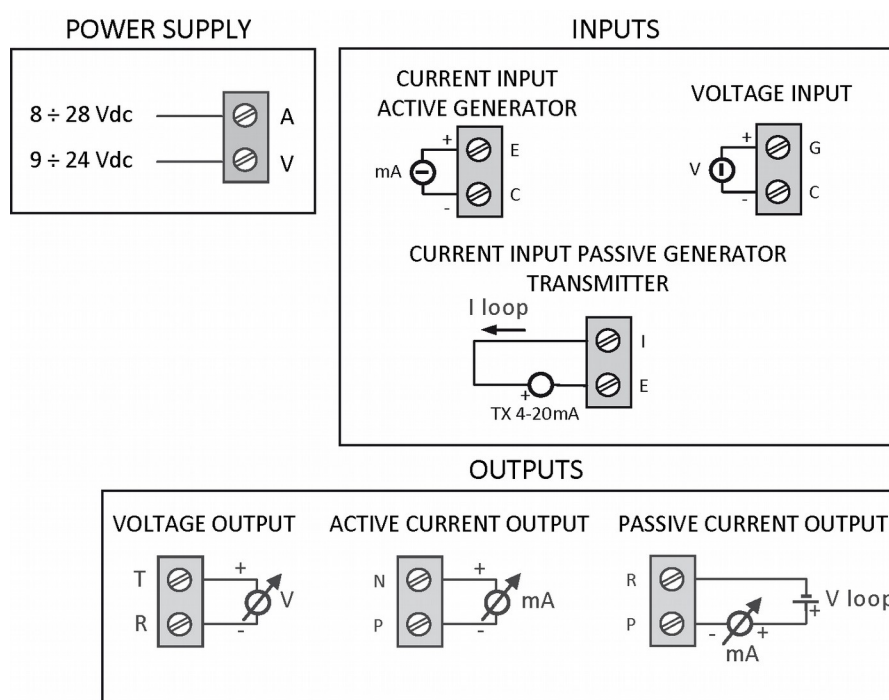 POWER SUPPLY
8 ÷ 28 Vdc
A
9 ÷ 24 Vdc
V
INPUTS
CURRENT INPUT
ACTIVE GENERATOR
+
E
mA
C
-
VOLTAGE INPUT
+
G
V
C
-
CURRENT INPUT PASSIVE GENERATOR
TRANSMITTER
I loop
I
E
+
TX 4-20mA
OUTPUTS
VOLTAGE OUTPUT
T
+
V
R
-
ACTIVE CURRENT OUTPUT
N
+
mA
P
-
PASSIVE CURRENT OUTPUT
R
V loop
+
P
- +
mA